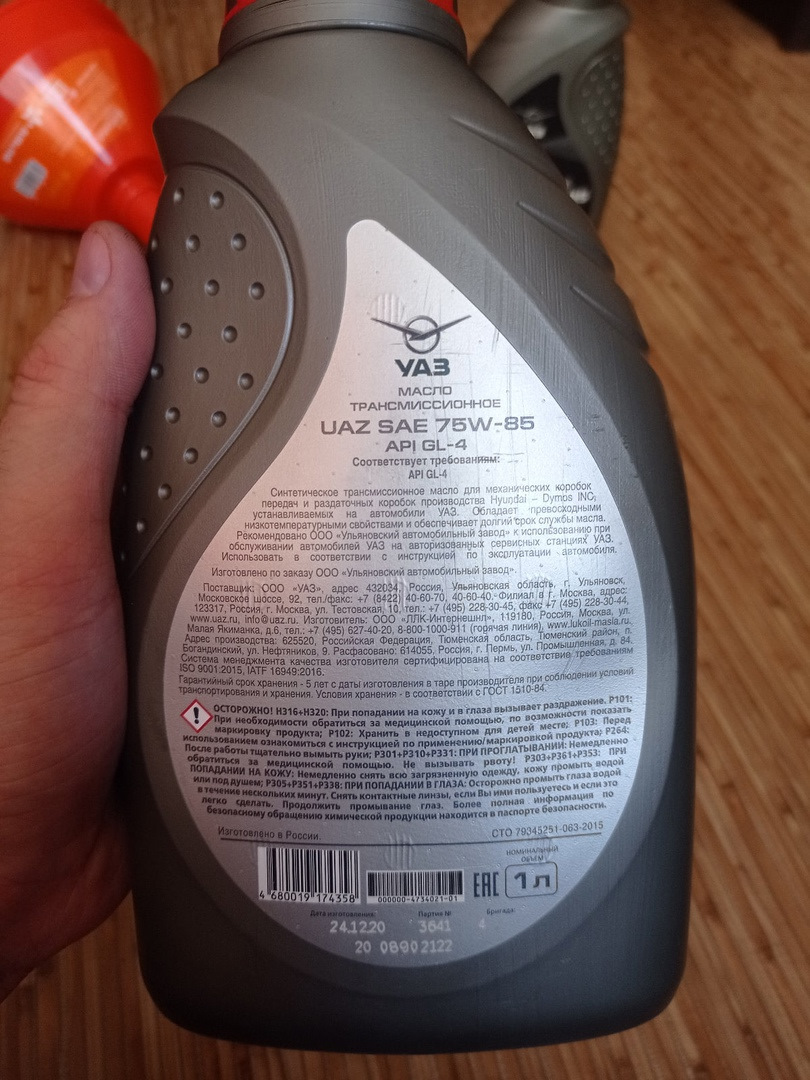 УАЗ
МАСЛО
ТРАНСМИССИОННОЕ
UAZ SAE 75W-85
API GL-4
Соответствует требованиям:
API GL-4
Синтетическое трансмиссионное масло для механических коробок
передач и раздаточных коробок производства Hyundai – Dymos INC,
устанавливаемых на автомобили УАЗ. Обладает превосходными
низкотемпературными свойствами и обеспечивает долгий срок службы масла.
Рекомендовано ООО «Ульяновский автомобильный завод» к использованию при
обслуживании автомобилей УАЗ на авторизованных сервисных станциях УАЗ.
Использовать в соответствии с инструкцией по эксплуатации автомобиля.
Изготовлено по заказу ООО «Ульяновский автомобильный завод».
Поставщик: ООО «УАЗ», адрес 432034, Россия, Ульяновская область, г. Ульяновск,
Московское шоссе, 92, тел./факс: +7 (8422) 40-60-70, 40-60-40. Филиал в г. Москва, адрес:
123317, Россия, г. Москва, ул. Тестовская, 10, тел.: +7 (495) 228-30-45, факс +7 (495) 228-30-44,
www.uaz.ru, info@uaz.ru. Изготовитель: ООО «ЛЛК-Интернешнл», 119180, Россия, Москва, ул.
Малая Якиманка, д.6, тел.: +7 (495) 627-40-20, 8-800-1000-911 (горячая линия), www.lukoil-masla.ru.
Адрес производства: 625520, Российская Федерация, Тюменская область, Тюменский район, п.
Богандинский, ул. Нефтяников, 9. Расфасовано: 614055, Россия, г. Пермь, ул. Промышленная, д. 84.
Система менеджмента качества изготовителя сертифицирована на соответствие требованиям
ISO 9001:2015, IATF 16949:2016.
Гарантийный срок хранения - 5 лет с даты изготовления в таре производителя при соблюдении условий
транспортирования и хранения. Условия хранения - в соответствии с ГОСТ 1510-84.
ОСТОРОЖНО! H316+H320: При попадании на кожу и в глаза вызывает раздражение. P101:
При необходимости обратиться за медицинской помощью, по возможности показать
маркировку продукта; P102: Хранить в недоступном для детей месте; P103: Перед
использованием ознакомиться с инструкцией по применению/маркировкой продукта; P264:
После работы тщательно вымыть руки; P301+P310+P331: ПРИ ПРОГЛАТЫВАНИИ: Немедленно
обратиться за медицинской помощью. Не вызывать рвоту! P303+P361+P353: ПРИ
ПОПАДАНИИ НА КОЖУ: Немедленно снять всю загрязненную одежду, кожу промыть водой
или под душем; P305+P351+P338: ПРИ ПОПАДАНИИ В ГЛАЗА: Осторожно промыть глаза водой
в течение нескольких минут. Снять контактные линзы, если Вы ими пользуетесь и если это
легко сделать. Продолжить промывание глаз. Более полная информация по
безопасному обращению химической продукции находится в паспорте безопасности.
Изготовлено в России. СТО 79345251-063-2015
НОМИНАЛЬНЫЙ
ОБЪЕМ
4 680019 174358 000000-4734021-01 EAC 1 л
Дата изготовления: Партия № Бригада:
24.12.20 3641 4
20 08902122